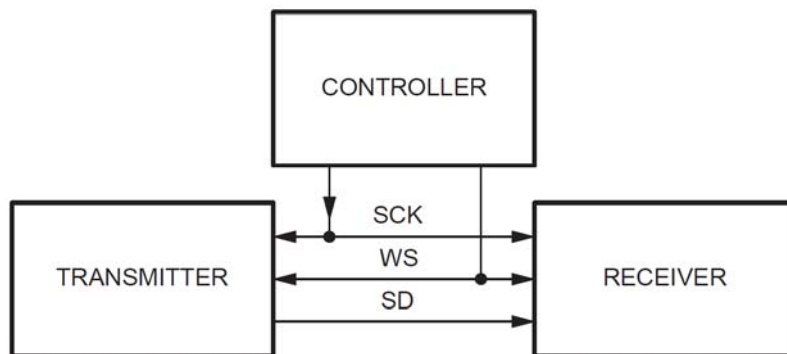 CONTROLLER
SCK
WS
TRANSMITTER
RECEIVER
SD